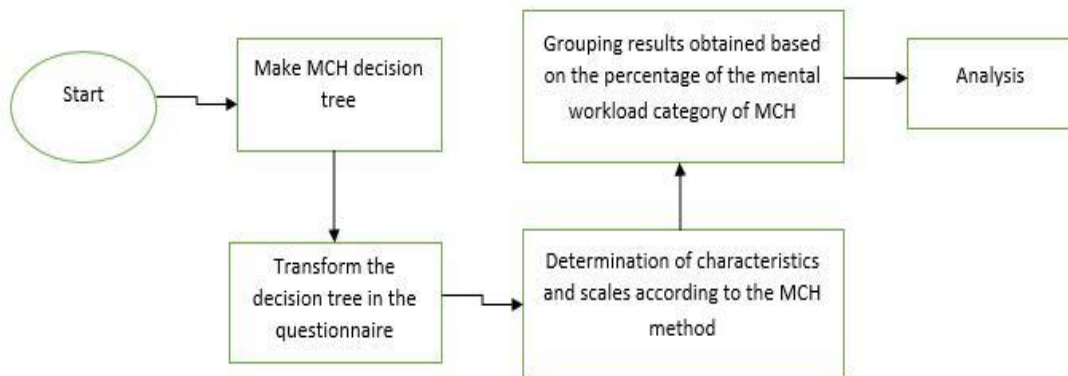 Start
Make MCH decision
tree
Transform the
decision tree in the
questionnaire
Determination of characteristics
and scales according to the MCH
method
Grouping results obtained based
on the percentage of the mental
workload category of MCH
Analysis